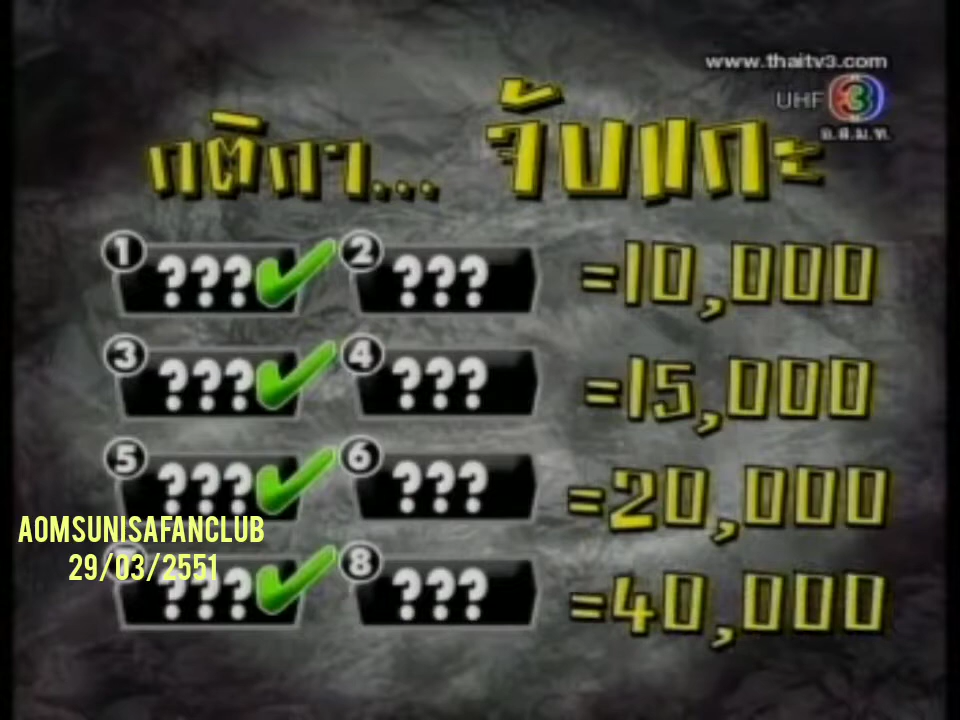 www.thaitv3.com
UHF 3
อ.ส.ม.ท.
กติกา... จับแกะ
1 ??? 2 ??? =10,000
3 ??? 4 ??? =15,000
5 ??? 6 ??? =20,000
AOMSUNISAFANCLUB
29/03/2551
??? 8 ??? =40,000